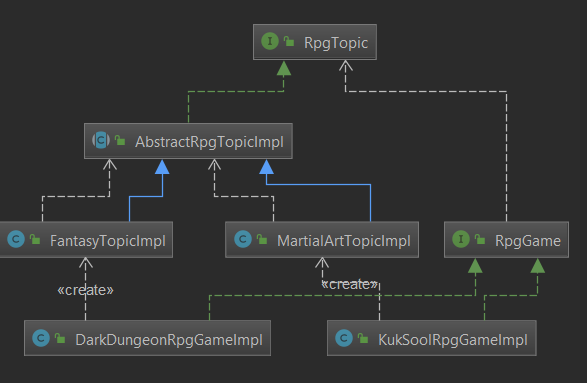 I RpgTopic
C AbstractRpgTopicImpl
C FantasyTopicImpl
C MartialArtTopicImpl
I RpgGame
«create»
«create»
C DarkDungeonRpgGameImpl
C KukSoolRpgGameImpl